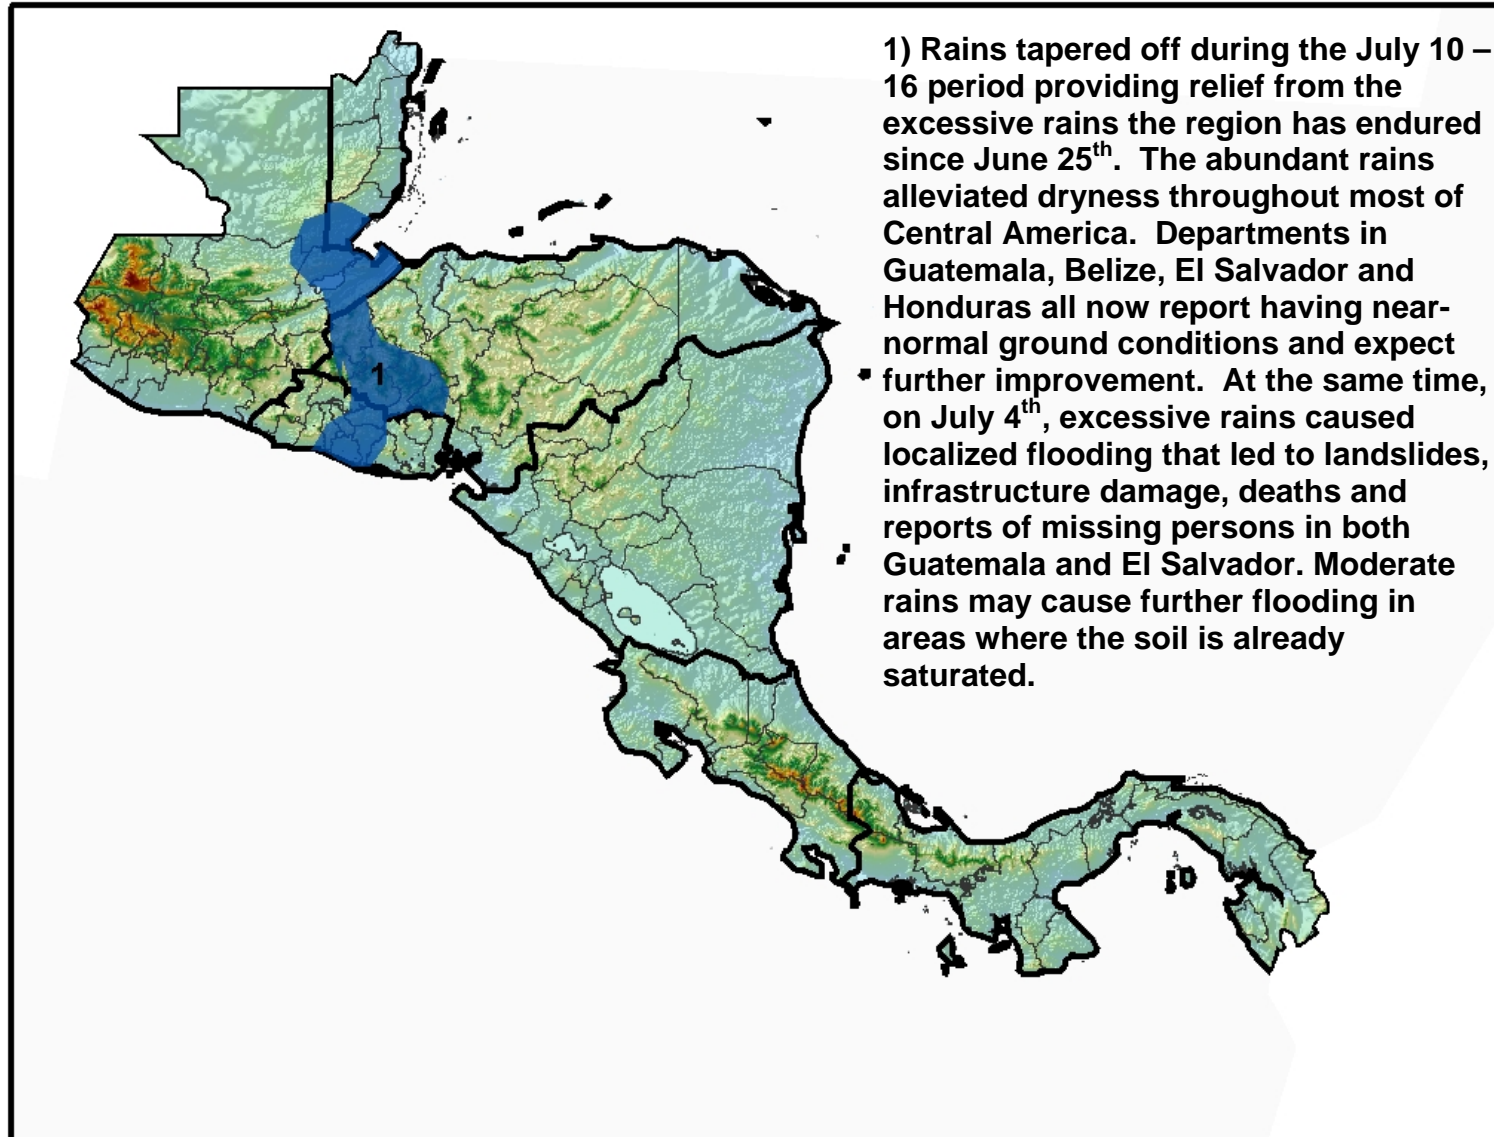 1) Rains tapered off during the July 10 –
16 period providing relief from the
excessive rains the region has endured
since June 25th. The abundant rains
alleviated dryness throughout most of
Central America. Departments in
Guatemala, Belize, El Salvador and
Honduras all now report having near-
normal ground conditions and expect
further improvement. At the same time,
on July 4th, excessive rains caused
localized flooding that led to landslides,
infrastructure damage, deaths and
reports of missing persons in both
Guatemala and El Salvador. Moderate
rains may cause further flooding in
areas where the soil is already
saturated.
1